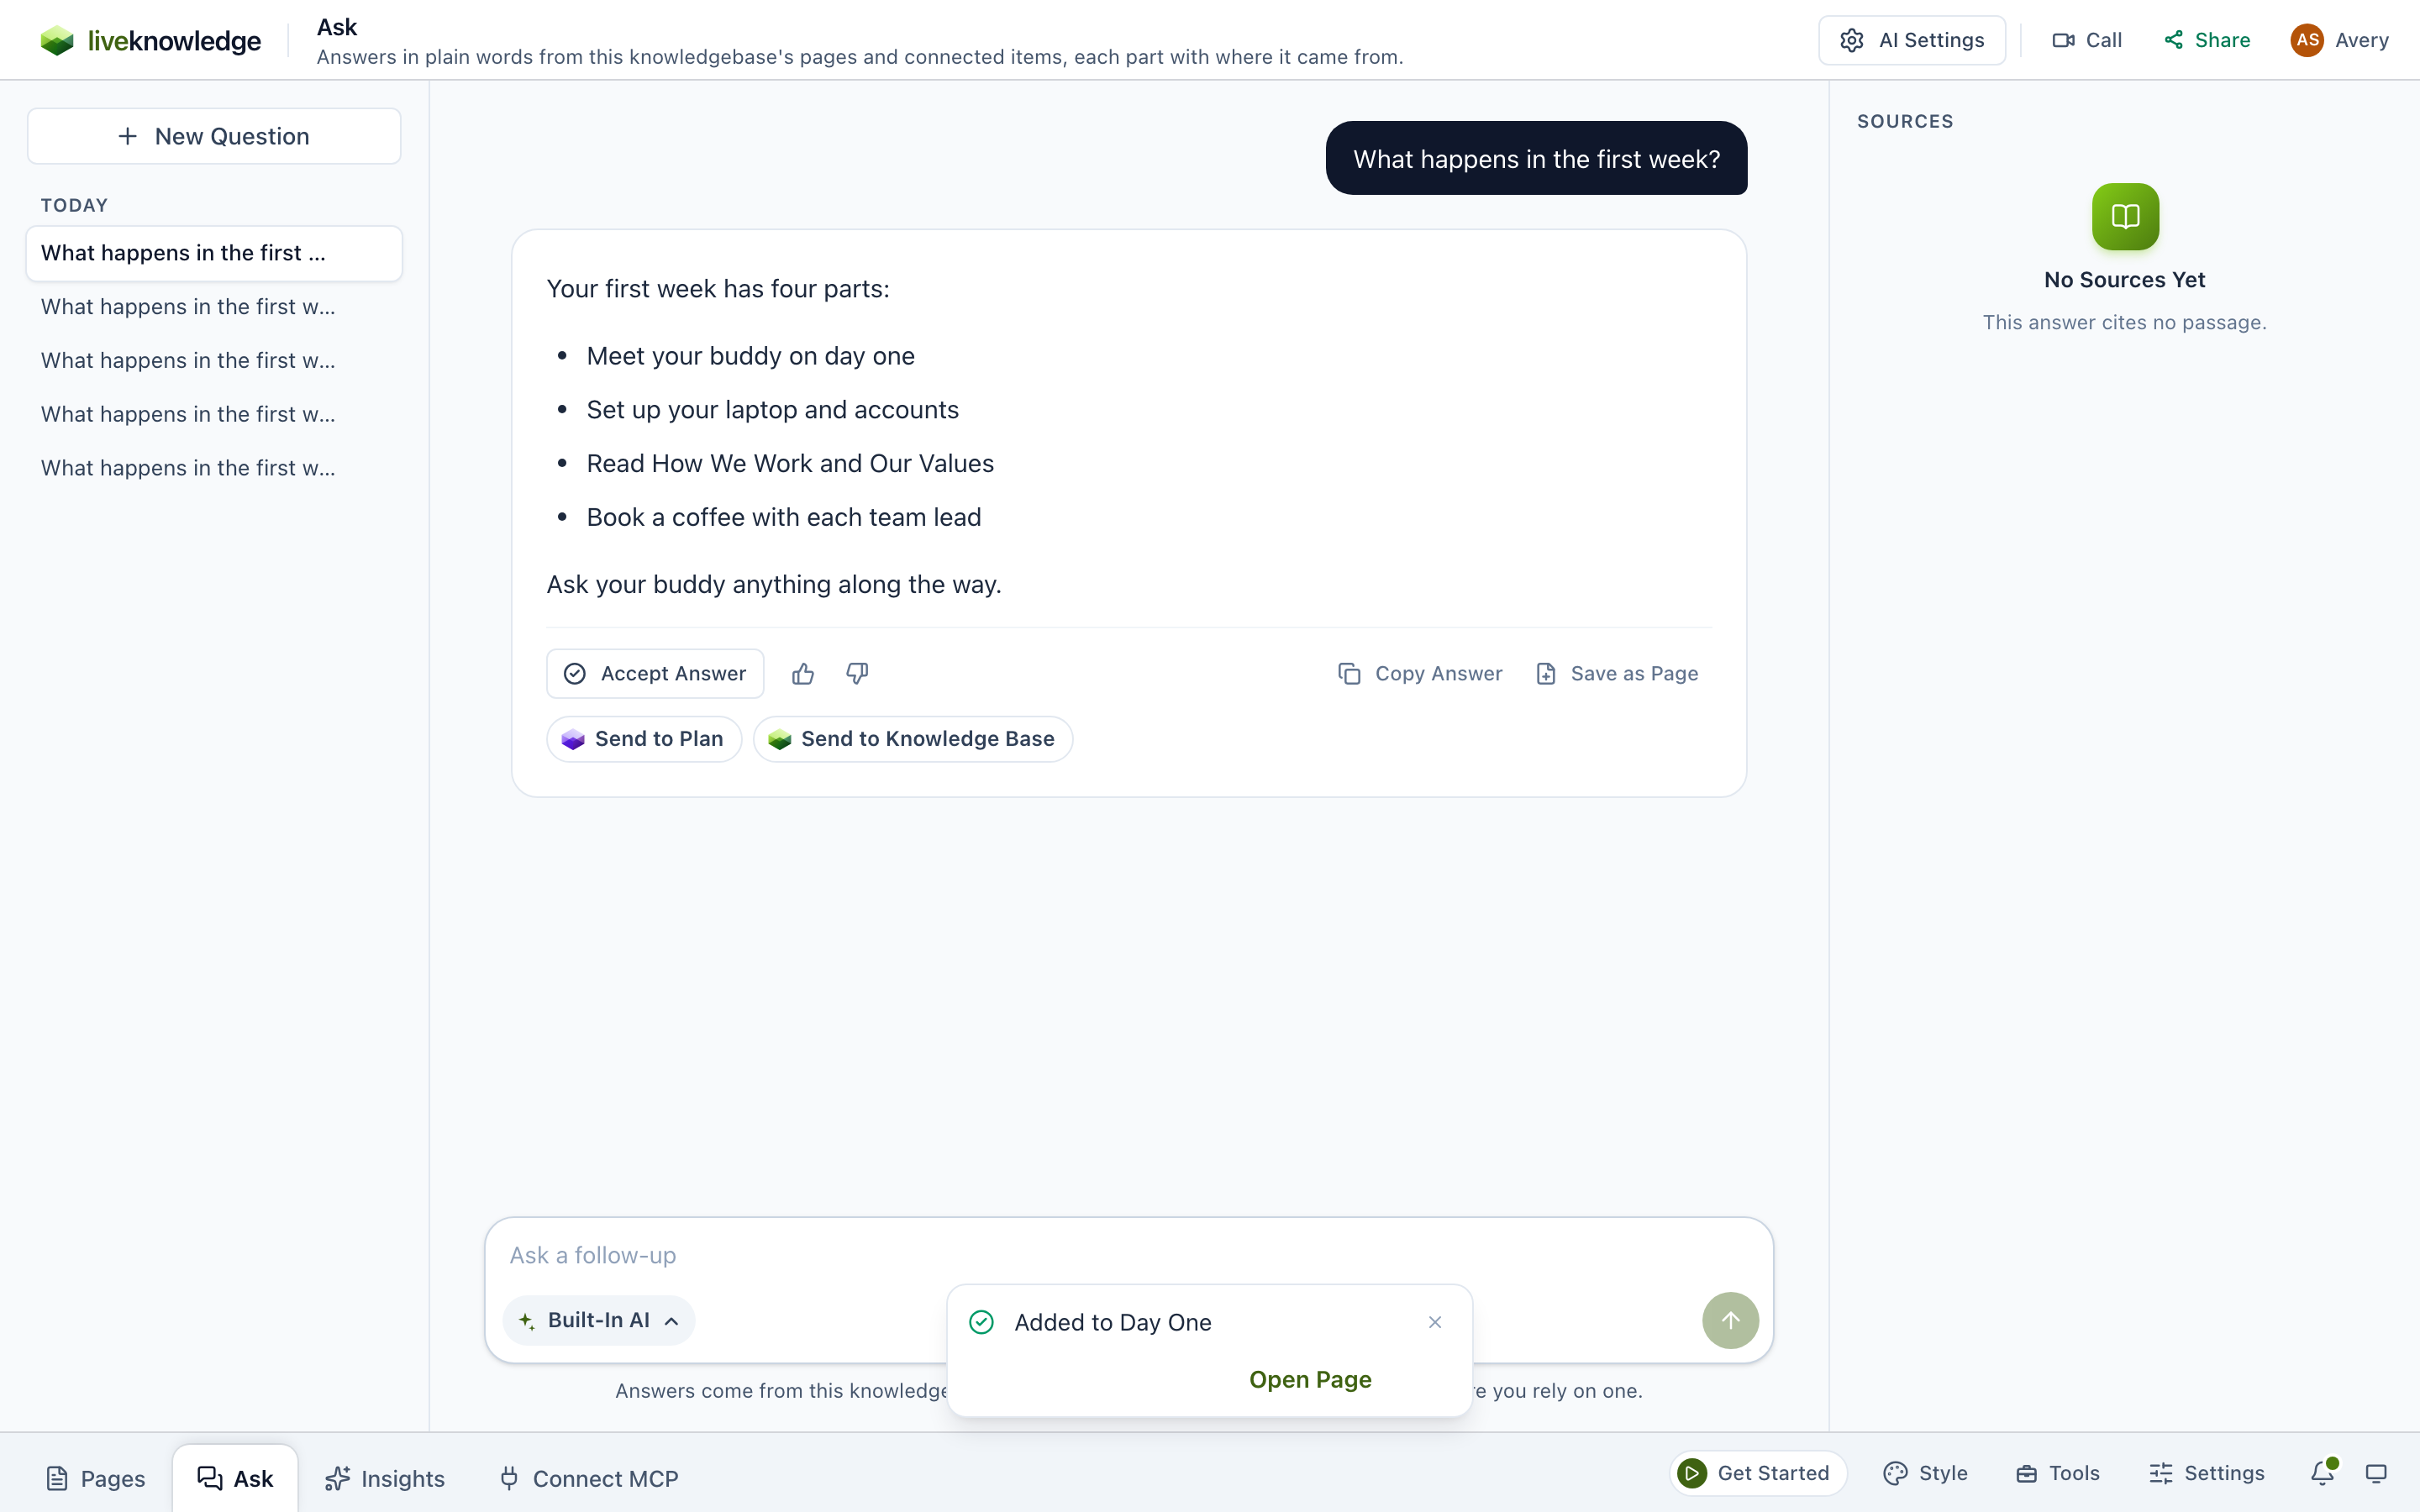 liveknowledge
Ask
Answers in plain words from this knowledgebase's pages and connected items, each part with where it came from.
AI Settings
Call
Share
AS
Avery
New Question
TODAY
What happens in the first ...
What happens in the first w...
What happens in the first w...
What happens in the first w...
What happens in the first w...
What happens in the first week?
Your first week has four parts:
• Meet your buddy on day one
• Set up your laptop and accounts
• Read How We Work and Our Values
• Book a coffee with each team lead
Ask your buddy anything along the way.
Accept Answer
Copy Answer
Save as Page
Send to Plan
Send to Knowledge Base
SOURCES
No Sources Yet
This answer cites no passage.
Ask a follow-up
Built-In AI
Added to Day One
Open Page
Answers come from this
you rely on one.
Pages
Ask
Insights
Connect MCP
Get Started
Style
Tools
Settings